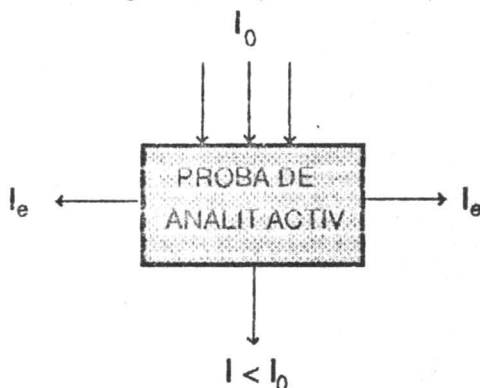 I₀
PROBA DE
Iₑ Iₑ
ANALIT ACTIV
I < I₀